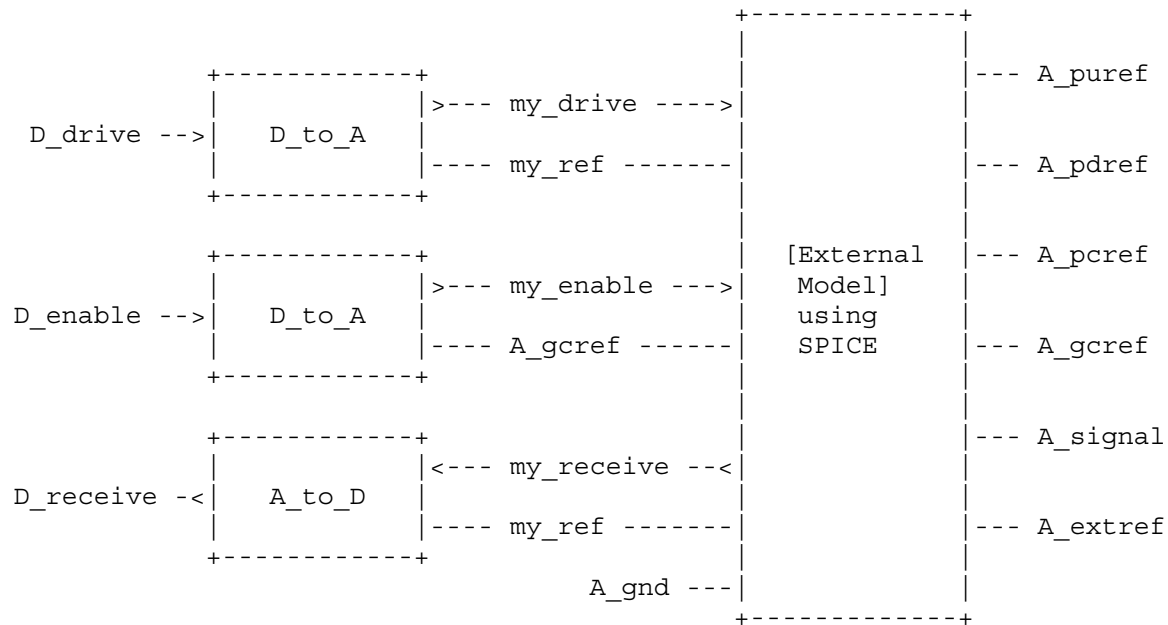 A_puref
>--- my_drive ---->
D_drive -->| D_to_A
---- my_ref ------- --- A_pdref
[External --- A_pcref
>--- my_enable ---> Model]
D_enable -->| D_to_A using
---- A_gcref ------ SPICE --- A_gcref
--- A_signal
<--- my_receive --<
D_receive -<| A_to_D
---- my_ref ------- --- A_extref
A_gnd ---